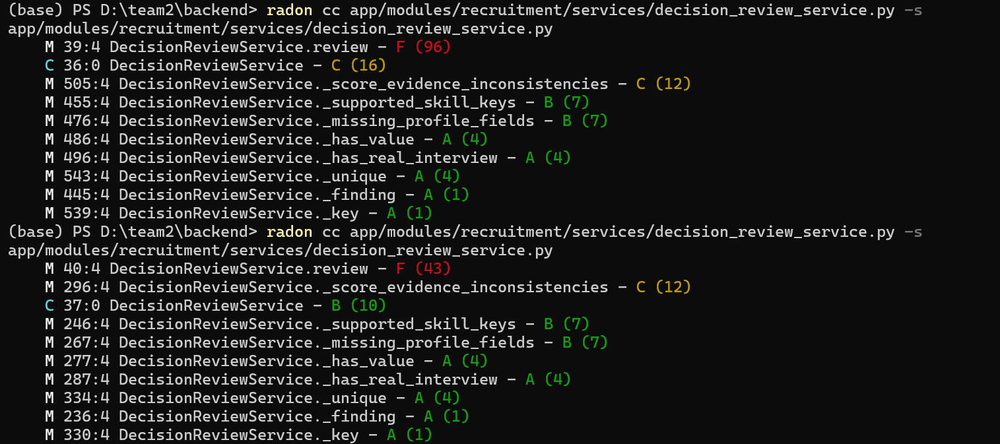 (base) PS D:\team2\backend> radon cc app/modules/recruitment/services/decision_review_service.py -s
app/modules/recruitment/services/decision_review_service.py
    M 39:4 DecisionReviewService.review - F (96)
    C 36:0 DecisionReviewService - C (16)
    M 505:4 DecisionReviewService._score_evidence_inconsistencies - C (12)
    M 455:4 DecisionReviewService._supported_skill_keys - B (7)
    M 476:4 DecisionReviewService._missing_profile_fields - B (7)
    M 486:4 DecisionReviewService._has_value - A (4)
    M 496:4 DecisionReviewService._has_real_interview - A (4)
    M 543:4 DecisionReviewService._unique - A (4)
    M 445:4 DecisionReviewService._finding - A (1)
    M 539:4 DecisionReviewService._key - A (1)
(base) PS D:\team2\backend> radon cc app/modules/recruitment/services/decision_review_service.py -s
app/modules/recruitment/services/decision_review_service.py
    M 40:4 DecisionReviewService.review - F (43)
    M 296:4 DecisionReviewService._score_evidence_inconsistencies - C (12)
    C 37:0 DecisionReviewService - B (10)
    M 246:4 DecisionReviewService._supported_skill_keys - B (7)
    M 267:4 DecisionReviewService._missing_profile_fields - B (7)
    M 277:4 DecisionReviewService._has_value - A (4)
    M 287:4 DecisionReviewService._has_real_interview - A (4)
    M 334:4 DecisionReviewService._unique - A (4)
    M 236:4 DecisionReviewService._finding - A (1)
    M 330:4 DecisionReviewService._key - A (1)